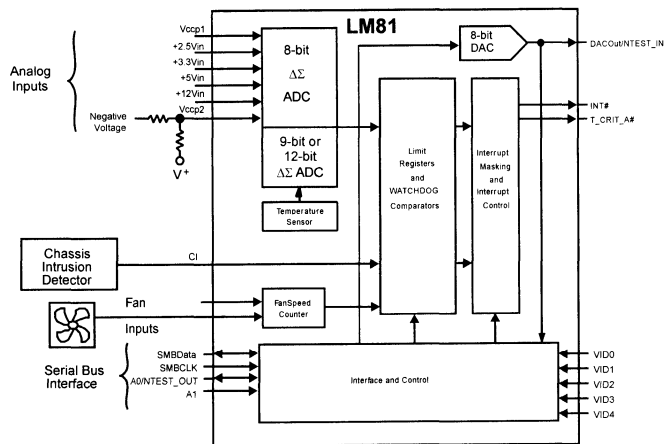 LM81
Analog
Inputs
Vccp1
+2.5Vin
+3.3Vin
+5Vin
+12Vin
Vccp2
Negative
Voltage
V+
8-bit
ΔΣ
ADC
9-bit or
12-bit
ΔΣ ADC
Temperature
Sensor
8-bit
DAC
DACOut/NTEST_IN
INT#
T_CRIT_A#
Limit
Registers
and
WATCHDOG
Comparators
Interrupt
Masking
and
Interrupt
Control
Chassis
Intrusion
Detector
CI
Fan
Inputs
FanSpeed
Counter
Serial Bus
Interface
SMBData
SMBCLK
A0/NTEST_OUT
A1
Interface and Control
VID0
VID1
VID2
VID3
VID4